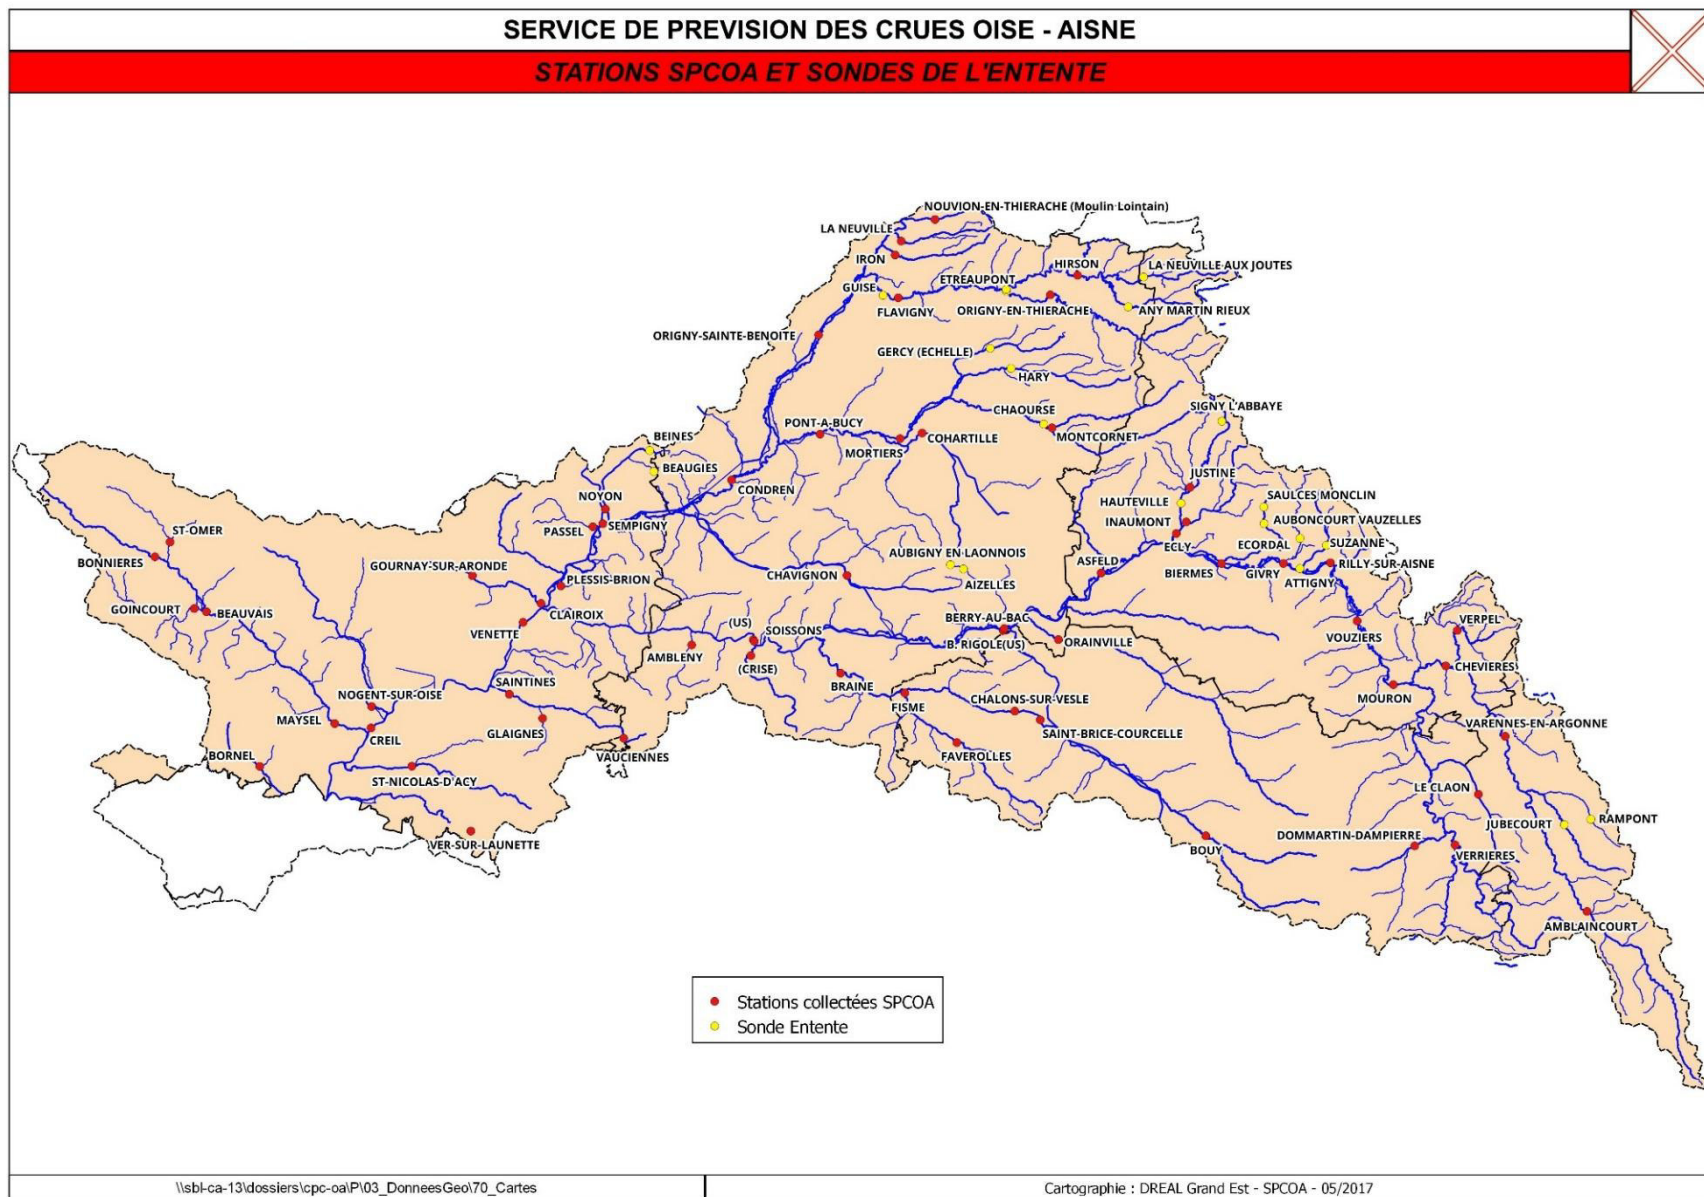 SERVICE DE PREVISION DES CRUES OISE - AISNE
STATIONS SPCOA ET SONDES DE L'ENTENTE
NOUVION-EN-THIERACHE (Moulin Lointain)
LA NEUVILLE
IRON
HIRSON
LA NEUVILLE AUX JOUTES
ETREAUPONT
GUISE
FLAVIGNY
ORIGNY-EN-THIERACHE
ANY MARTIN RIEUX
ORIGNY-SAINTE-BENOITE
GERCY (ECHELLE)
HARY
CHAOURSE
SIGNY L'ABBAYE
PONT-A-BUCY
COHARTILLE
MONTCORNET
BEINES
MORTIERS
BEAUGIES
JUSTINE
CONDREN
NOYON
HAUTEVILLE
SAULCES MONCLIN
INAUMONT
AUBONCOURT VAUZELLES
ST-OMER
PASSEL
SEMPIGNY
ECLY
ECORDAL
SUZANNE
AUBIGNY EN LAONNOIS
BONNIERES
GOURNAY-SUR-ARONDE
ASFELD
RILLY-SUR-AISNE
CHAVIGNON
BIERMES
GIVRY
PLESSIS-BRION
AIZELLES
ATTIGNY
GOINCOURT
BEAUVAIS
CLAIROIX
BERRY-AU-BAC
VERPEL
(US)
SOISSONS
VENETTE
VOUZIERS
ORAINVILLE
B. RIGOLE(US)
AMBLENY
(CRISE)
CHEVIERES
SAINTINES
BRAINE
NOGENT-SUR-OISE
CHALONS-SUR-VESLE
MOURON
FISME
MAYSEL
VARENNES-EN-ARGONNE
GLAIGNES
SAINT-BRICE-COURCELLE
CREIL
BORNEL
VAUCIENNES
FAVEROLLES
ST-NICOLAS-D'ACY
LE CLAON
RAMPONT
JUBECOURT
DOMMARTIN-DAMPIERRE
VER-SUR-LAUNETTE
BOUY
VERRIERES
AMBLAINCOURT
Stations collectées SPCOA
Sonde Entente
\\sbl-ca-13\dossiers\cpc-oa\P\03_DonneesGeo\70_Cartes
Cartographie : DREAL Grand Est - SPCOA - 05/2017